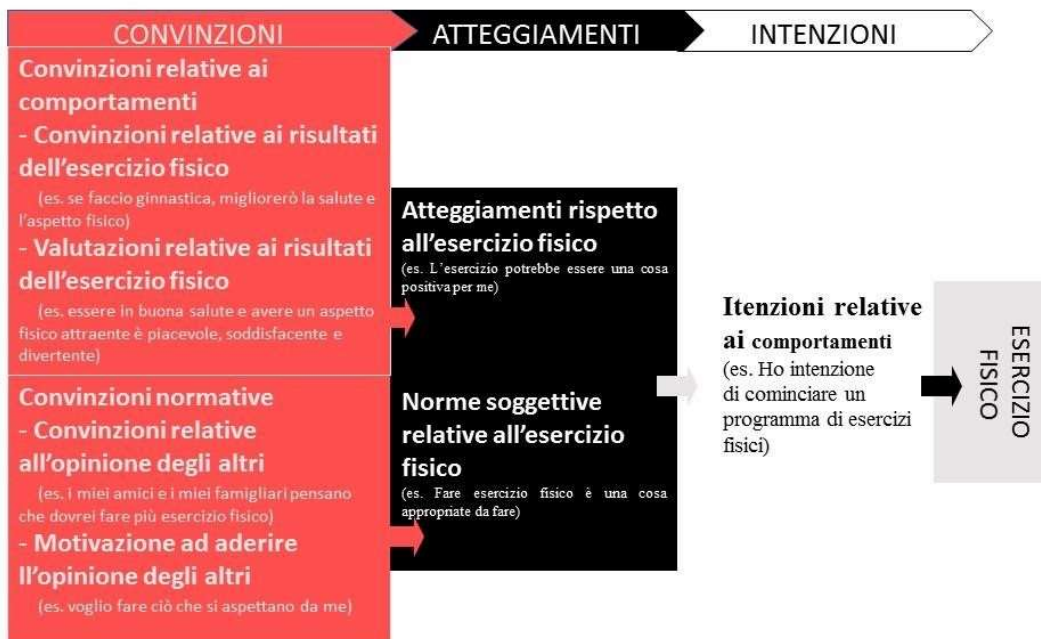 CONVINZIONI
ATTEGGIAMENTI
INTENZIONI
Convinzioni relative ai
comportamenti
- Convinzioni relative ai risultati
dell'esercizio fisico
(es. se faccio ginnastica, migliorerò la salute e
l'aspetto fisico)
- Valutazioni relative ai risultati
dell'esercizio fisico
(es. essere in buona salute e avere un aspetto
fisico attraente è piacevole, soddisfacente e
divertente)
Convinzioni normative
- Convinzioni relative
all'opinione degli altri
(es. i miei amici e i miei famigliari pensano
che dovrei fare più esercizio fisico)
- Motivazione ad aderire
ll'opinione degli altri
(es. voglio fare ciò che si aspettano da me)
Atteggiamenti rispetto
all'esercizio fisico
(es. L'esercizio potrebbe essere una cosa
positiva per me)
Norme soggettive
relative all'esercizio
fisico
(es. Fare esercizio fisico è una cosa
appropriate da fare)
Itenzioni relative
ai comportamenti
(es. Ho intenzione
di cominciare un
programma di esercizi
fisici)
ESERCIZIO
FISICO